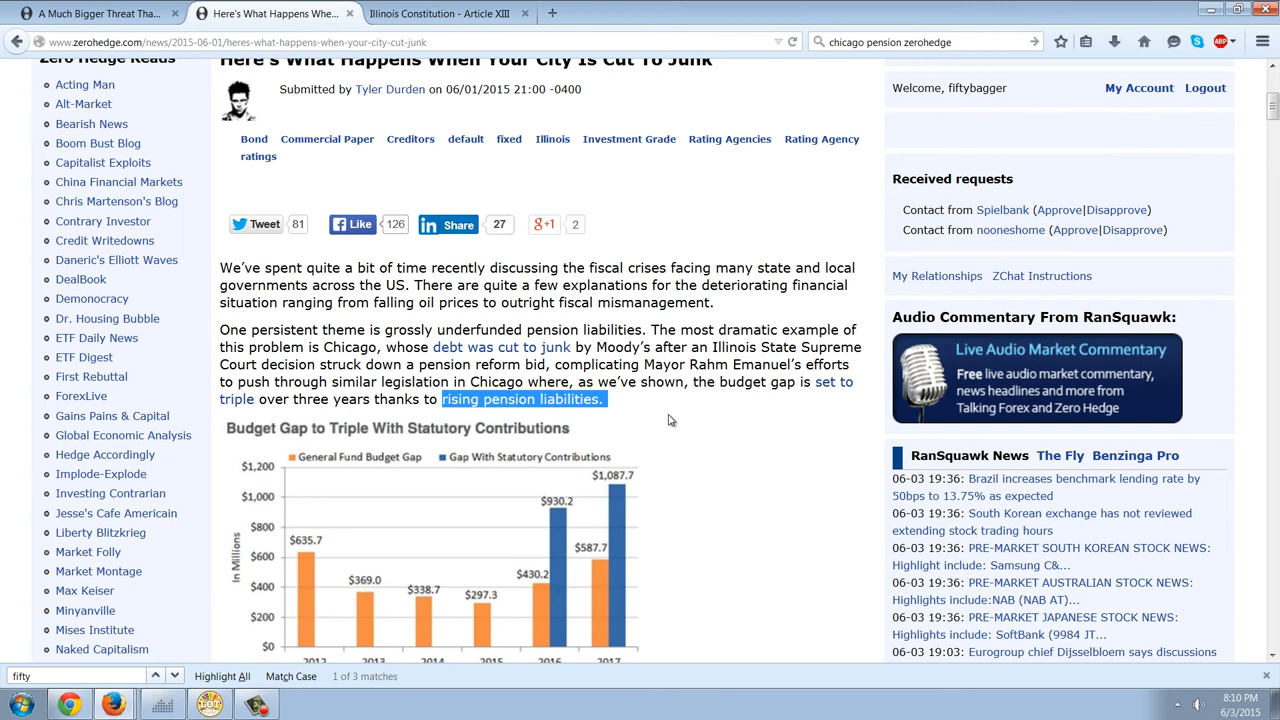 A Much Bigger Threat Tha...
Here's What Happens Whe...
Illinois Constitution - Article XIII
www.zerohedge.com/news/2015-06-01/heres-what-happens-when-your-city-cut-junk
chicago pension zerohedge
ABP
Zero Hedge Reads
Acting Man
Alt-Market
Bearish News
Boom Bust Blog
Capitalist Exploits
China Financial Markets
Chris Martenson's Blog
Contrary Investor
Credit Writedowns
Daneric's Elliott Waves
DealBook
Demonocracy
Dr. Housing Bubble
ETF Daily News
ETF Digest
First Rebuttal
ForexLive
Gains Pains & Capital
Global Economic Analysis
Hedge Accordingly
Implode-Explode
Investing Contrarian
Jesse's Cafe American
Liberty Blitzkrieg
Market Folly
Market Montage
Max Keiser
Minyanville
Mises Institute
Naked Capitalism
Here's What Happens When Your City Is Cut To Junk
Submitted by Tyler Durden on 06/01/2015 21:00 -0400
Bond Commercial Paper Creditors default fixed Illinois Investment Grade Rating Agencies Rating Agency
ratings
Tweet 81 Like 126 Share 27 g+1 2
We've spent quite a bit of time recently discussing the fiscal crises facing many state and local
governments across the US. There are quite a few explanations for the deteriorating financial
situation ranging from falling oil prices to outright fiscal mismanagement.
One persistent theme is grossly underfunded pension liabilities. The most dramatic example of
this problem is Chicago, whose debt was cut to junk by Moody's after an Illinois State Supreme
Court decision struck down a pension reform bid, complicating Mayor Rahm Emanuel's efforts
to push through similar legislation in Chicago where, as we've shown, the budget gap is set to
triple over three years thanks to rising pension liabilities.
Budget Gap to Triple With Statutory Contributions
General Fund Budget Gap Gap With Statutory Contributions
In Millions
$1,200
$1,000
$800
$600
$400
$200
$0
$635.7
$369.0
$338.7
$297.3
$430.2
$930.2
$587.7
$1,087.7
2012 2013 2014 2015 2016 2017
Welcome, fiftybagger My Account Logout
Received requests
Contact from Spielbank (Approve|Disapprove)
Contact from nooneshome (Approve|Disapprove)
My Relationships ZChat Instructions
Audio Commentary From RanSquawk:
Live Audio Market Commentary
Free live audio market commentary,
news headlines and more from
Talking Forex and Zero Hedge
RanSquawk News The Fly Benzinga Pro
06-03 19:36: Brazil increases benchmark lending rate by
50bps to 13.75% as expected
06-03 19:36: South Korean exchange has not reviewed
extending stock trading hours
06-03 19:36: PRE-MARKET SOUTH KOREAN STOCK NEWS:
Highlight include: Samsung C&...
06-03 19:36: PRE-MARKET AUSTRALIAN STOCK NEWS:
Highlights include:NAB (NAB AT)...
06-03 19:36: PRE-MARKET JAPANESE STOCK NEWS:
Highlights include: SoftBank (9984 JT...
06-03 19:03: Eurogroup chief Dijsselbloem says discussions
fifty Highlight All Match Case 1 of 3 matches
TOT
8:10 PM
6/3/2015